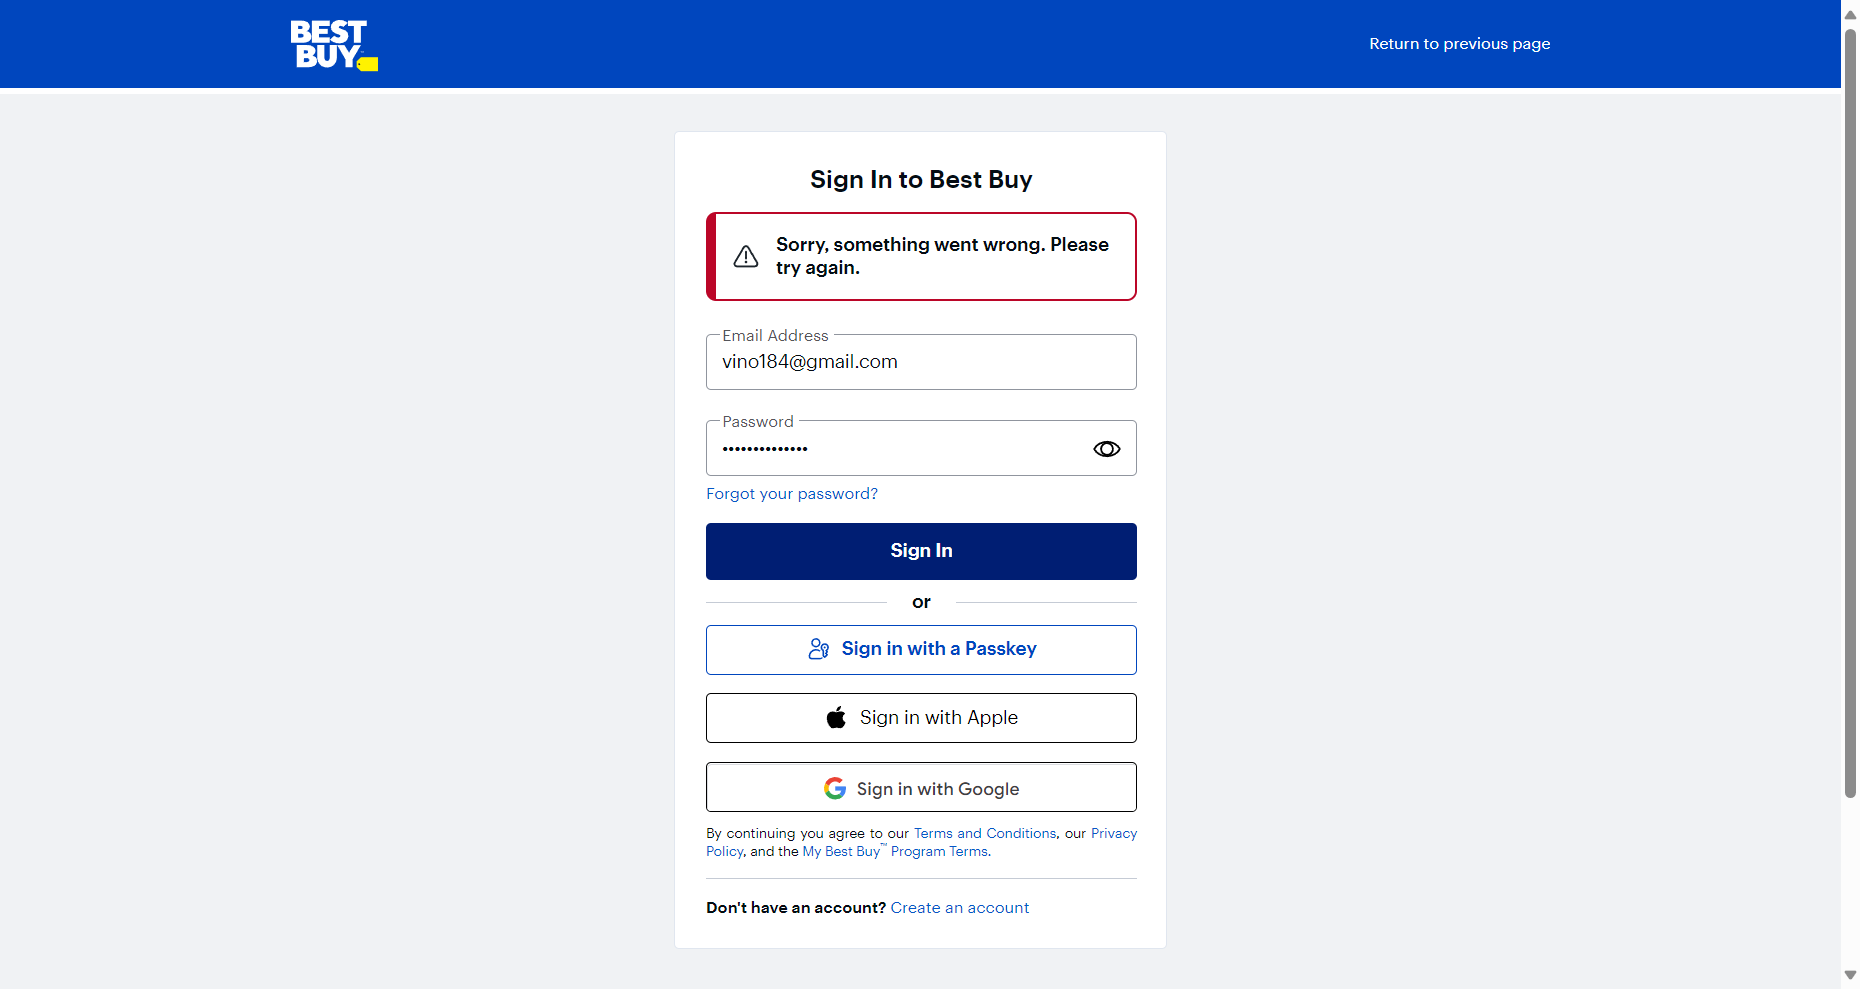 BEST
BUY
Return to previous page
Sign In to Best Buy
Sorry, something went wrong. Please
try again.
Email Address
vino184@gmail.com
Password
••••••••••••••
Forgot your password?
Sign In
or
Sign in with a Passkey
Sign in with Apple
Sign in with Google
By continuing you agree to our Terms and Conditions, our Privacy
Policy, and the My Best Buy™ Program Terms.
Don't have an account? Create an account